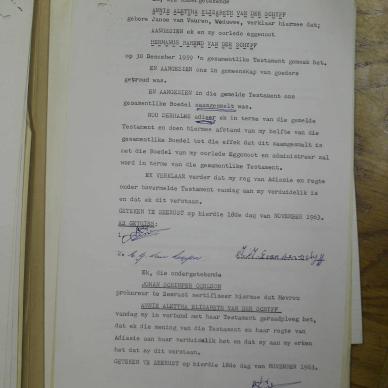 Ek, die ondergetekende
ANNIE ALETTHA ELIZABETH VAN DER SCHYFF
gebore Janse van Vuuren, Weduwee, verklaar hiermee dat;
AANGESIEN ek en my oorlede eggenoot
HERMANUS BAREND VAN DER SCHYFF
op 30 Desember 1959 'n gesamentlike Testament gemaak het.
EN AANGESIEN ons in gemeenskap van goedere
getroud was.
EN AANGESIEN in die gemelde Testament ons
gesamentlike Boedel saamgesmelt was.
NOU DERHALWE adieer ek in terme van die gemelde
Testament en doen hiermee afstand van my helfte van die
gesamentlike Boedel tot die effek dat dit saamgesmelt is
met die Boedel van my oorlede Eggenoot en administreer sal
word in terme van die gesamentlike Testament.
EK VERKLAAR verder dat my reg van Adiasie en regte
onder bovermelde Testament vandag aan my verduidelik is
en dat ek dit verstaan.
GETEKEN TE ZEERUST op hierdie 18de dag van NOVEMBER 1963.
AS GETUIES:
1.
2.
Ek, die ondergetekende
JOHAN
prokureur te Zeerust sertifiseer hiermee dat Mevrou
ANNIE ALETTHA ELIZABETH VAN DER SCHYFF
vandag my in verband met haar Testament geraadpleeg het,
dat ek die mening van die Testament en haar regte van
Adiasie aan haar verduidelik het en dat sy aan my erken
het dat sy dit verstaan.
GETEKEN TE ZEERUST op hierdie 18de dag van NOVEMBER 1963.